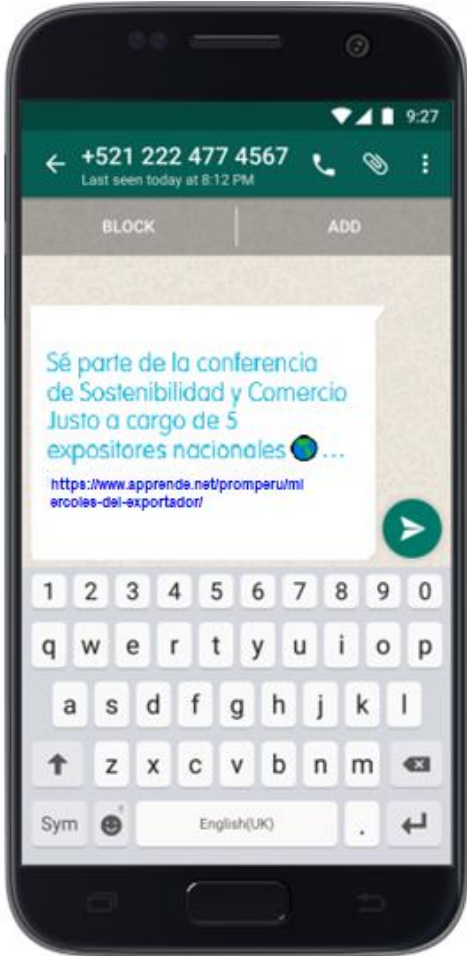 9:27
+521 222 477 4567
Last seen today at 8:12 PM
BLOCK
ADD
Sé parte de la conferencia
de Sostenibilidad y Comercio
Justo a cargo de 5
expositores nacionales 🌎...
https://www.apprende.net/promperu/mi
ercoles-del-exportador/
1 2 3 4 5 6 7 8 9 0
q w e r t y u i o p
a s d f g h j k l
z x c v b n m
Sym English(UK) .